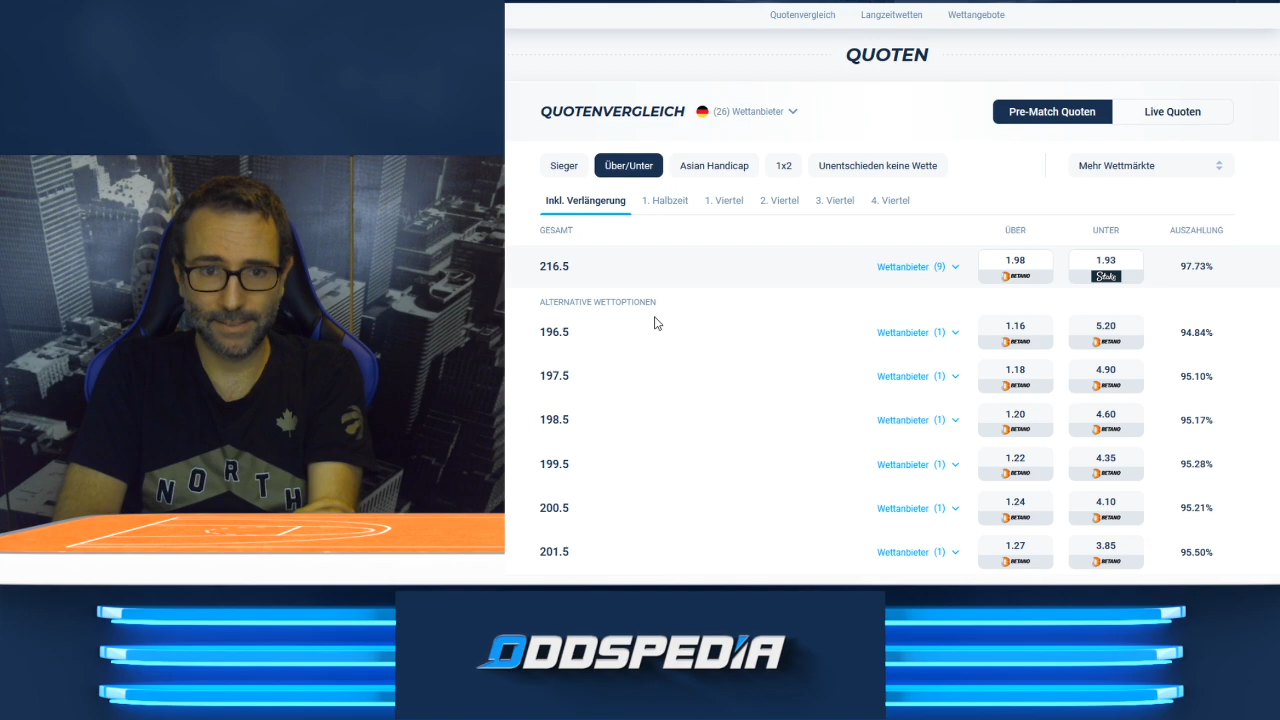 Quotenvergleich Langzeitwetten Wettangebote
QUOTEN
QUOTENVERGLEICH (26) Wettanbieter Pre-Match Quoten Live Quoten
Sieger Über/Unter Asian Handicap 1x2 Unentschieden keine Wette Mehr Wettmärkte
Inkl. Verlängerung 1. Halbzeit 1. Viertel 2. Viertel 3. Viertel 4. Viertel
GESAMT ÜBER UNTER AUSZAHLUNG
216.5 Wettanbieter (9) 1.98 1.93 97.73%
BETANO Stake
ALTERNATIVE WETTOPTIONEN
196.5 Wettanbieter (1) 1.16 5.20 94.84%
BETANO BETANO
197.5 Wettanbieter (1) 1.18 4.90 95.10%
BETANO BETANO
198.5 Wettanbieter (1) 1.20 4.60 95.17%
BETANO BETANO
199.5 Wettanbieter (1) 1.22 4.35 95.28%
BETANO BETANO
200.5 Wettanbieter (1) 1.24 4.10 95.21%
BETANO BETANO
201.5 Wettanbieter (1) 1.27 3.85 95.50%
BETANO BETANO
NORTH
ODDSPEDIA